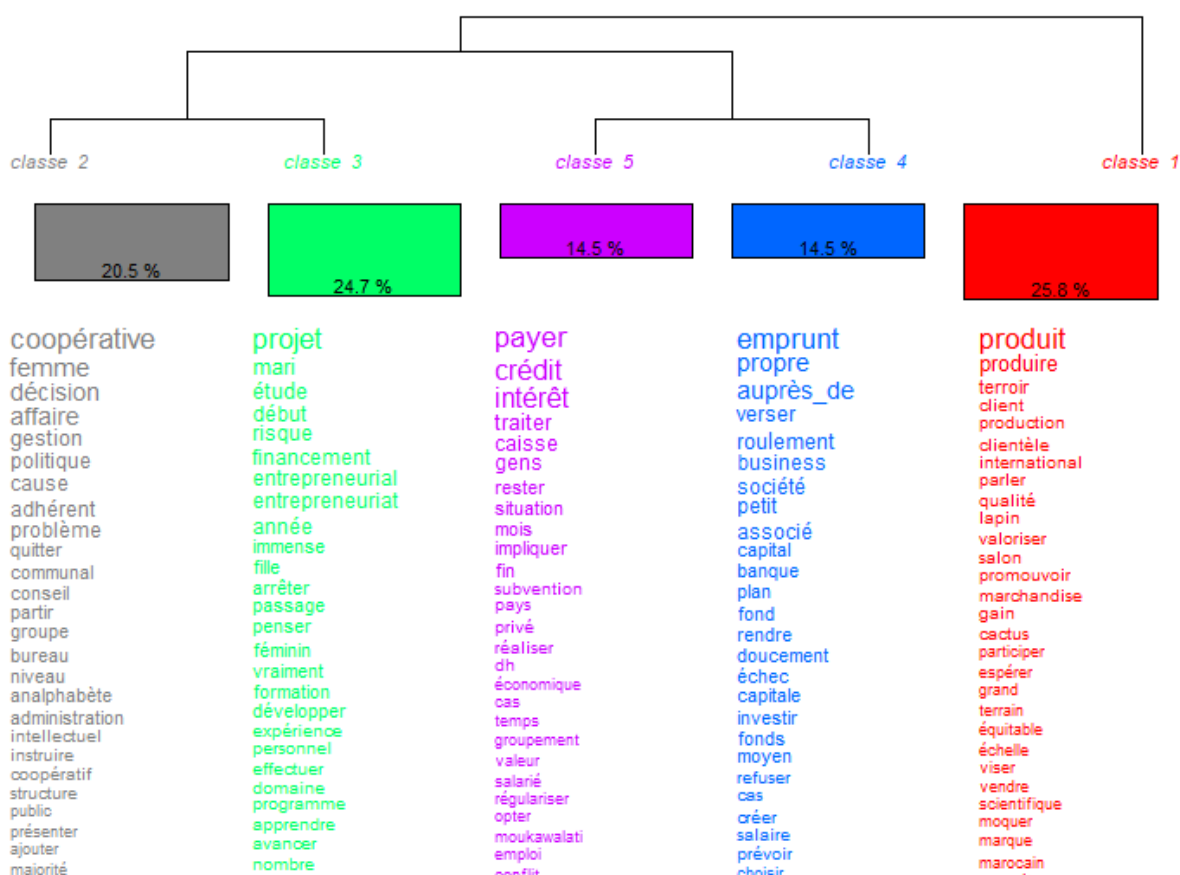 classe 2
classe 3
classe 5
classe 4
classe 1
20.5 %
24.7 %
14.5 %
14.5 %
25.8 %
coopérative
femme
décision
affaire
gestion
politique
cause
adhérent
problème
quitter
communal
conseil
partir
groupe
bureau
niveau
analphabète
administration
intellectuel
instruire
coopératif
structure
public
présenter
ajouter
majorité
projet
mari
étude
début
risque
financement
entrepreneurial
entrepreneuriat
année
immense
fille
arrêter
passage
penser
féminin
vraiment
formation
développer
expérience
personnel
effectuer
domaine
programme
apprendre
avancer
nombre
payer
crédit
intérêt
traiter
caisse
gens
rester
situation
mois
impliquer
fin
subvention
pays
privé
réaliser
dh
économique
cas
temps
groupement
valeur
salarié
régulariser
opter
moukawalati
emploi
conflit
emprunt
propre
auprès_de
verser
roulement
business
société
petit
associé
capital
banque
plan
fond
rendre
doucement
échec
capitale
investir
fonds
moyen
refuser
cas
créer
salaire
prévoir
choisir
produit
produire
terroir
client
production
clientèle
international
parler
qualité
lapin
valoriser
salon
promouvoir
marchandise
gain
cactus
participer
espérer
grand
terrain
équitable
échelle
viser
vendre
scientifique
moquer
marque
marocain